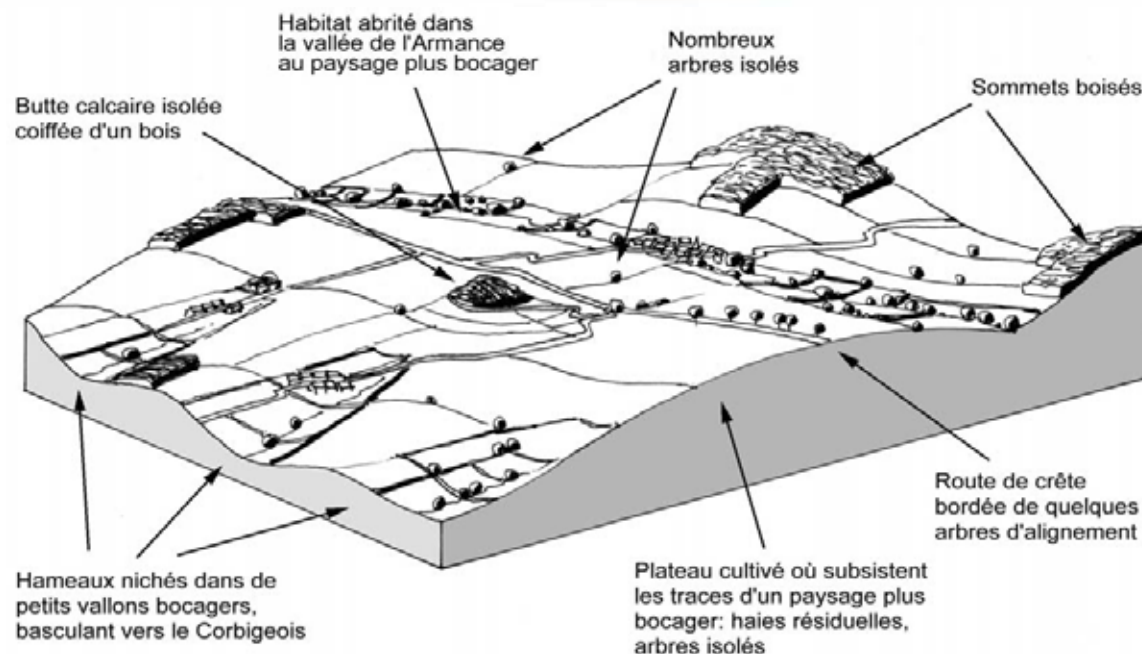 Habitat abrité dans
la vallée de l'Armance
au paysage plus bocager
Nombreux
arbres isolés
Sommets boisés
Butte calcaire isolée
coiffée d'un bois
Route de crête
bordée de quelques
arbres d'alignement
Hameaux nichés dans de
petits vallons bocagers,
basculant vers le Corbigeois
Plateau cultivé où subsistent
les traces d'un paysage plus
bocager: haies résiduelles,
arbres isolés